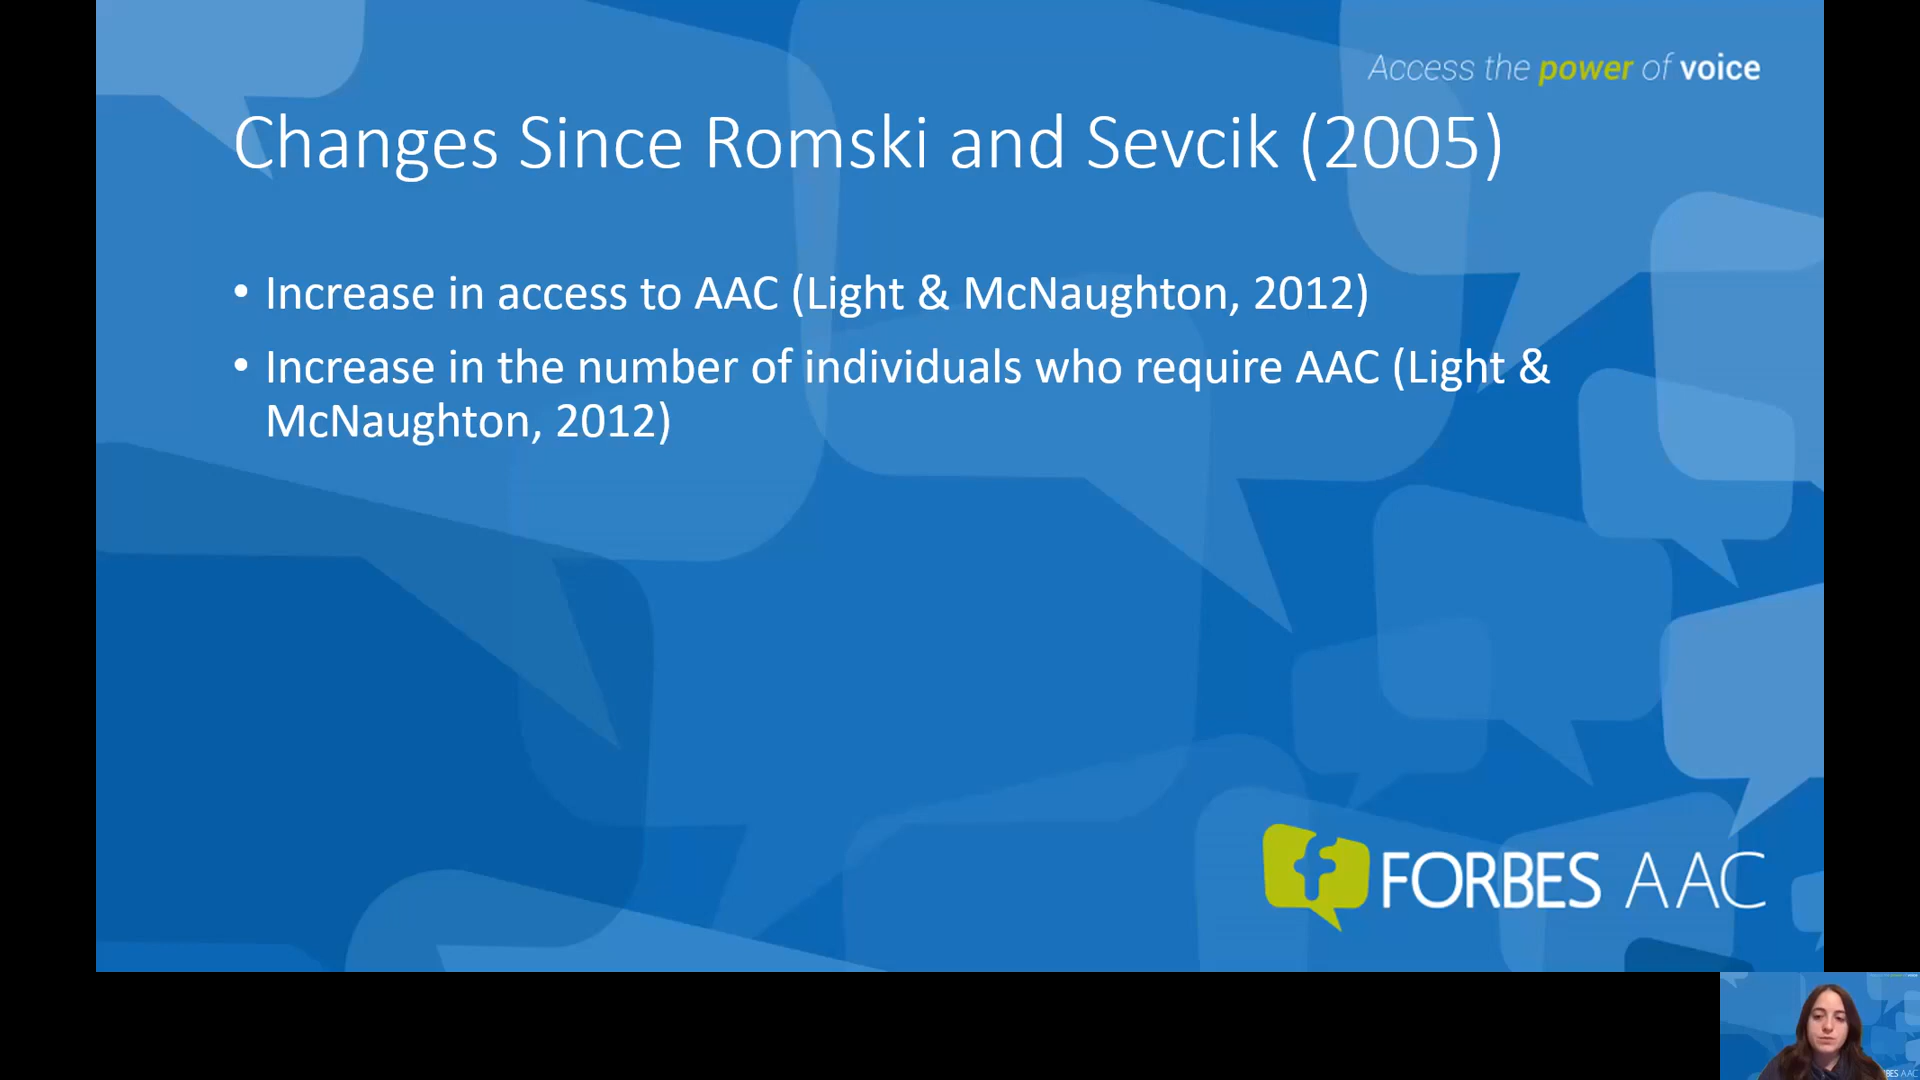 Access the power of voice
Changes Since Romski and Sevcik (2005)
• Increase in access to AAC (Light & McNaughton, 2012)
• Increase in the number of individuals who require AAC (Light &
McNaughton, 2012)
FORBES AAC